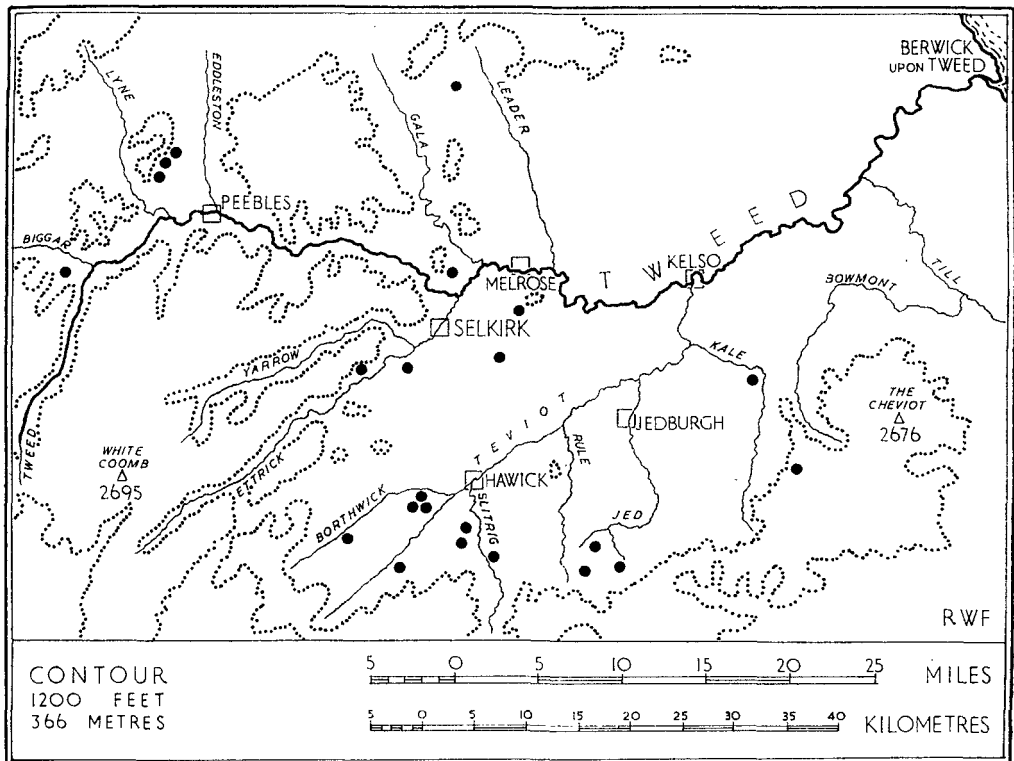 BERWICK
UPON TWEED
LYNE
EDDLESTON
GALA
LEADER
PEEBLES
BIGGAR
TWEED
MELROSE
KELSO
BOWMONT
TILL
SELKIRK
YARROW
KALE
THE
CHEVIOT
2676
TEVIOT
JEDBURGH
RULE
WHITE
COOMB
2695
TWEED
ETTRICK
HAWICK
BORTHWICK
SLITRIG
JED
RWF
CONTOUR
1200 FEET
366 METRES
5 0 5 10 15 20 25 MILES
5 0 5 10 15 20 25 30 35 40 KILOMETRES